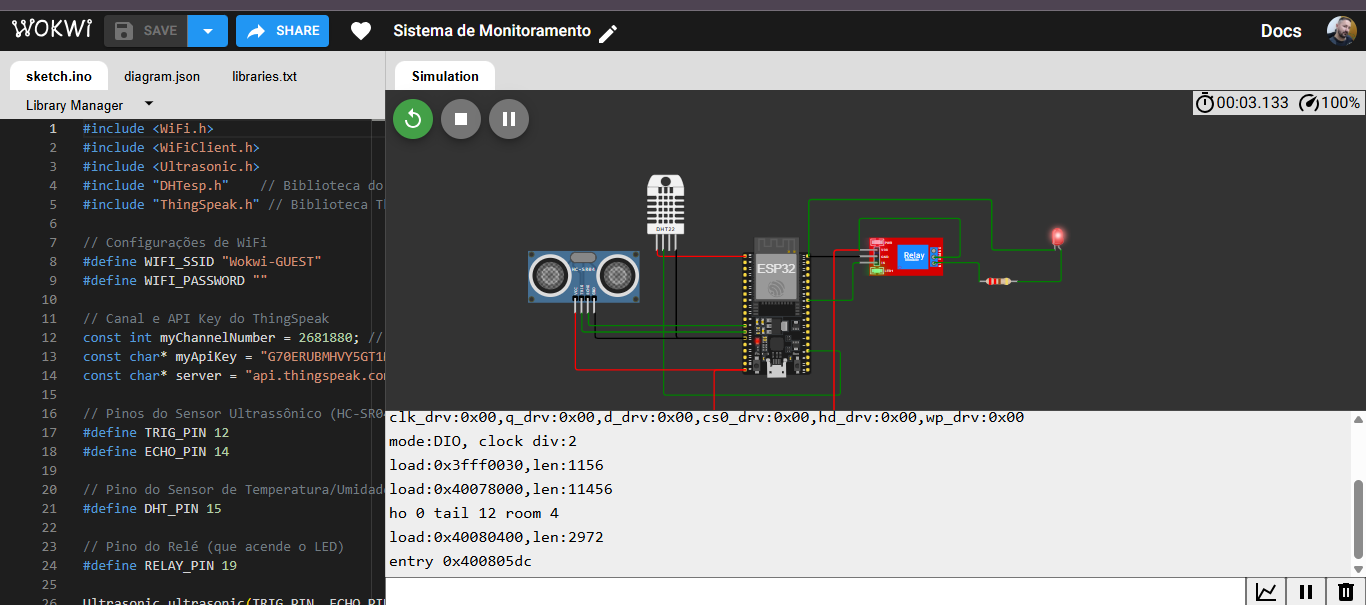 WOKWI
SAVE
SHARE
Sistema de Monitoramento
Docs
sketch.ino
diagram.json
libraries.txt
Library Manager
1 #include <WiFi.h>
2 #include <WiFiClient.h>
3 #include <Ultrasonic.h>
4 #include "DHTesp.h" // Biblioteca do
5 #include "ThingSpeak.h" // Biblioteca Th
6
7 // Configurações de WiFi
8 #define WIFI_SSID "Wokwi-GUEST"
9 #define WIFI_PASSWORD ""
10
11 // Canal e API Key do ThingSpeak
12 const int myChannelNumber = 2681880; //
13 const char* myApiKey = "G70ERUBMHVY5GT1
14 const char* server = "api.thingspeak.com
15
16 // Pinos do Sensor Ultrassônico (HC-SR04
17 #define TRIG_PIN 12
18 #define ECHO_PIN 14
19
20 // Pino do Sensor de Temperatura/Umidad
21 #define DHT_PIN 15
22
23 // Pino do Relé (que acende o LED)
24 #define RELAY_PIN 19
25
26 Ultrasonic ultrasonic(TRIG_PIN, ECHO_PIN
Simulation
00:03.133
100%
DHT22
HC-SR04
ESP32
Relay
clk_drv:0x00,q_drv:0x00,d_drv:0x00,cs0_drv:0x00,hd_drv:0x00,wp_drv:0x00
mode:DIO, clock div:2
load:0x3fff0030,len:1156
load:0x40078000,len:11456
ho 0 tail 12 room 4
load:0x40080400,len:2972
entry 0x400805dc